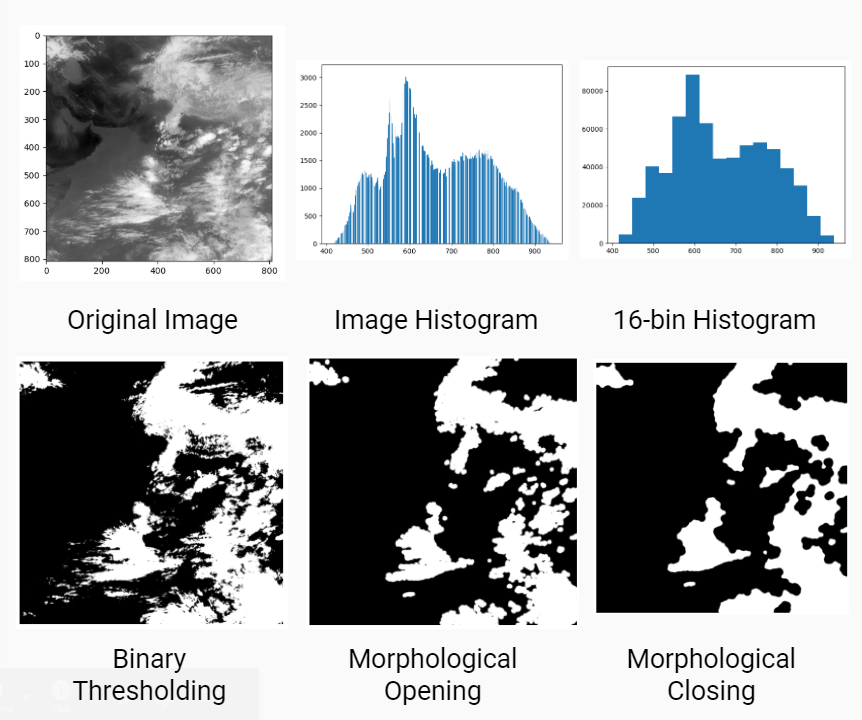 0
100
200
300
400
500
600
700
800
0 200 400 600 800
3000
2500
2000
1500
1000
500
0
400 500 600 700 800 900
80000
60000
40000
20000
0
400 500 600 700 800 900
Original Image
Image Histogram
16-bin Histogram
Binary
Thresholding
Morphological
Opening
Morphological
Closing